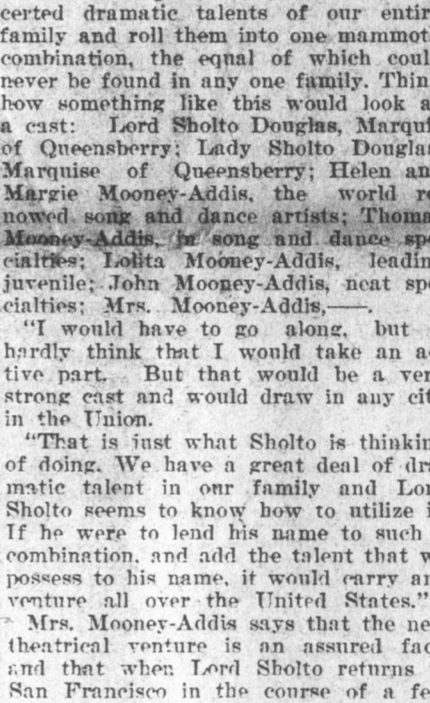 certed dramatic talents of our entir
family and roll them into one mammot
combination, the equal of which coul
never be found in any one family. Thin
how something like this would look a
a cast: Lord Sholto Douglas, Marqui
of Queensberry; Lady Sholto Dougla
Marquise of Queensberry; Helen an
Margie Mooney-Addis, the world re
nowed song and dance artists; Thoma
Mooney-Addis, in song and dance spe
cialties; Lolita Mooney-Addis, leadin
juvenile; John Mooney-Addis, neat spe
cialties; Mrs. Mooney-Addis,——.
"I would have to go along, but
hardly think that I would take an a
tive part. But that would be a ver
strong cast and would draw in any cit
in the Union.
"That is just what Sholto is thinkin
of doing. We have a great deal of dra
matic talent in our family and Lor
Sholto seems to know how to utilize i
If he were to lend his name to such
combination, and add the talent that w
possess to his name, it would carry an
venture all over the United States."
Mrs. Mooney-Addis says that the ne
theatrical venture is an assured fac
and that when Lord Sholto returns
San Francisco in the course of a fe